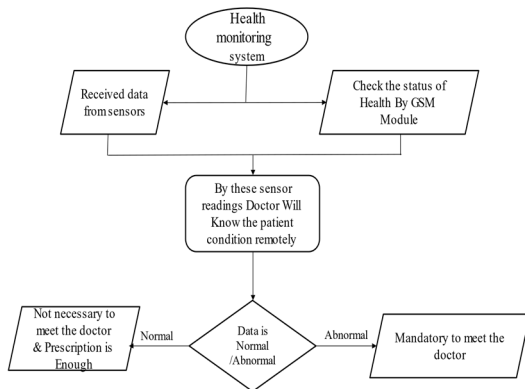 Health
monitoring
system
Received data
from sensors
Check the status of
Health By GSM
Module
By these sensor
readings Doctor Will
Know the patient
condition remotely
Not necessary to
meet the doctor
& Prescription is
Enough
Normal
Data is
Normal
/Abnormal
Abnormal
Mandatory to meet the
doctor